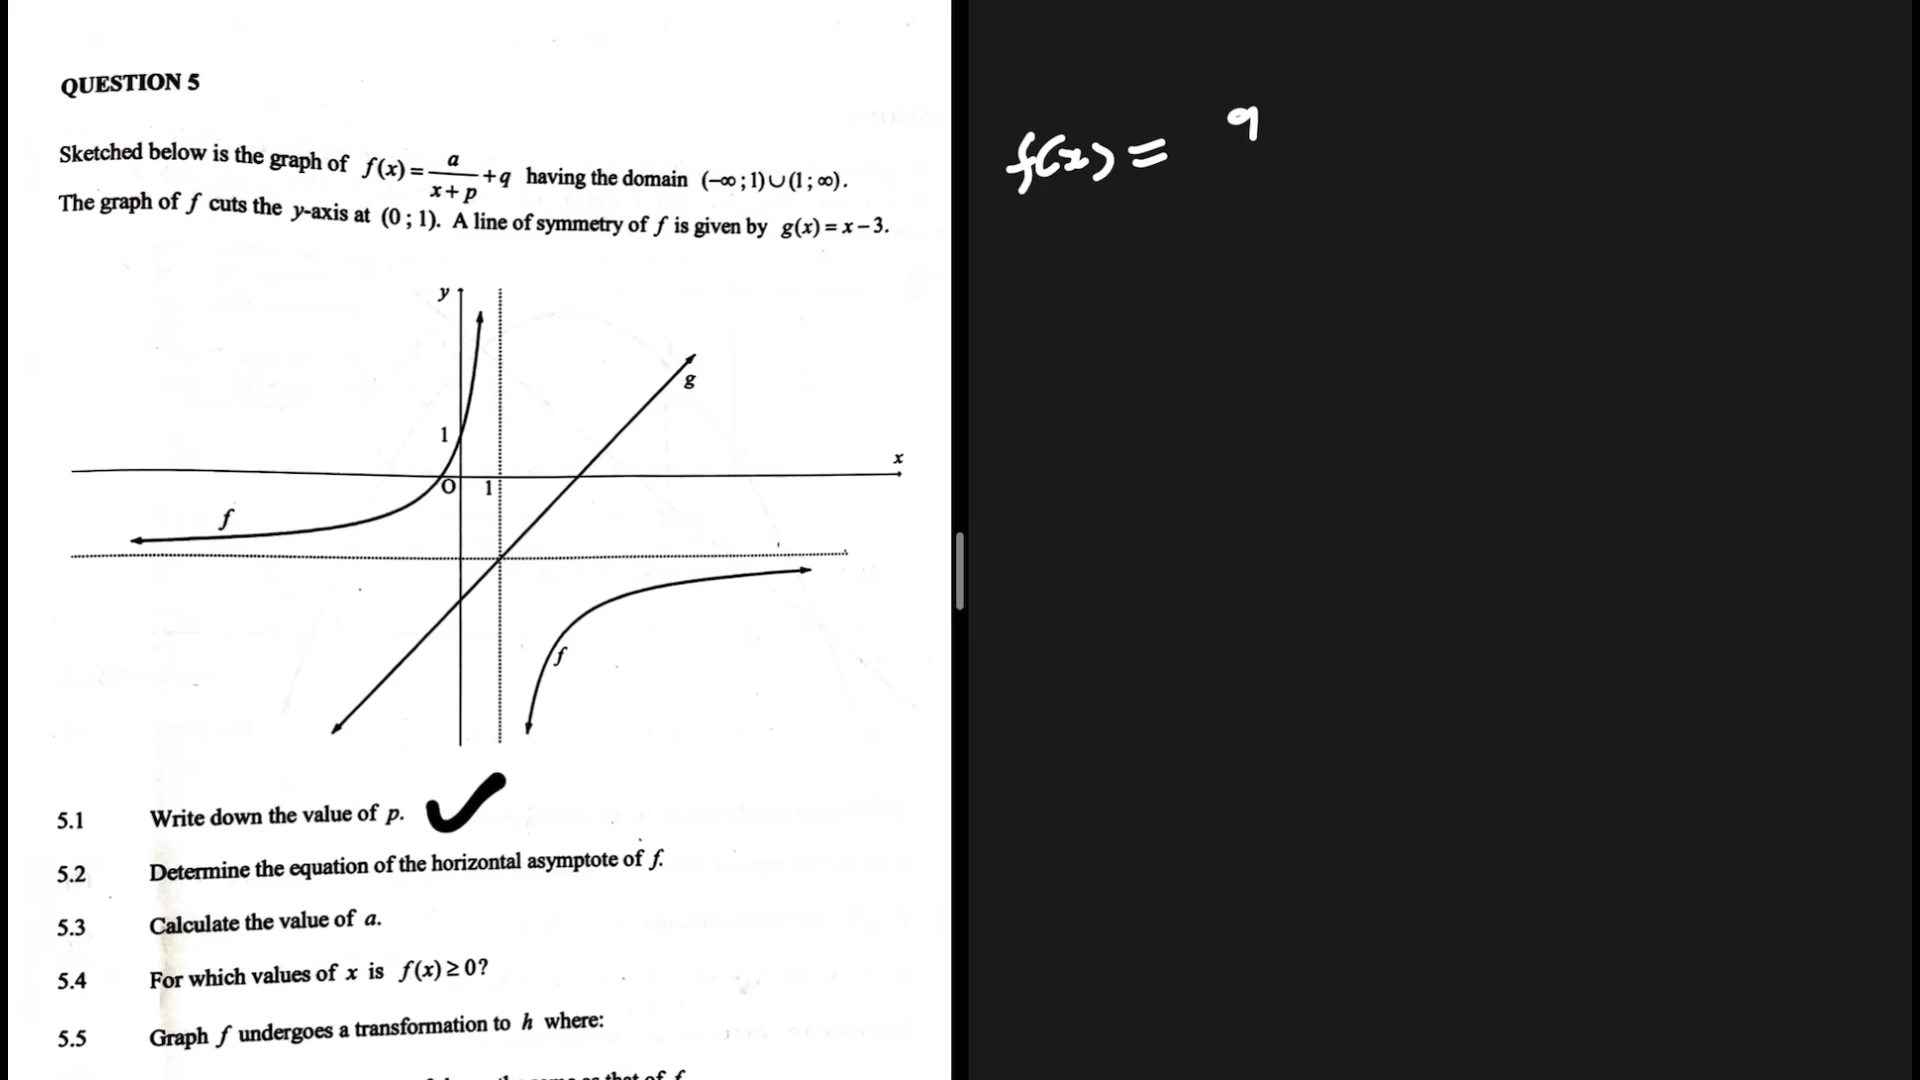 QUESTION 5
Sketched below is the graph of f(x) = a/(x+p) + q having the domain (−∞ ; 1) ∪ (1 ; ∞).
The graph of f cuts the y-axis at (0 ; 1). A line of symmetry of f is given by g(x) = x − 3.
y
g
1
x
O 1
f
f
5.1 Write down the value of p.
5.2 Determine the equation of the horizontal asymptote of f.
5.3 Calculate the value of a.
5.4 For which values of x is f(x) ≥ 0?
5.5 Graph f undergoes a transformation to h where:
f(x) = a